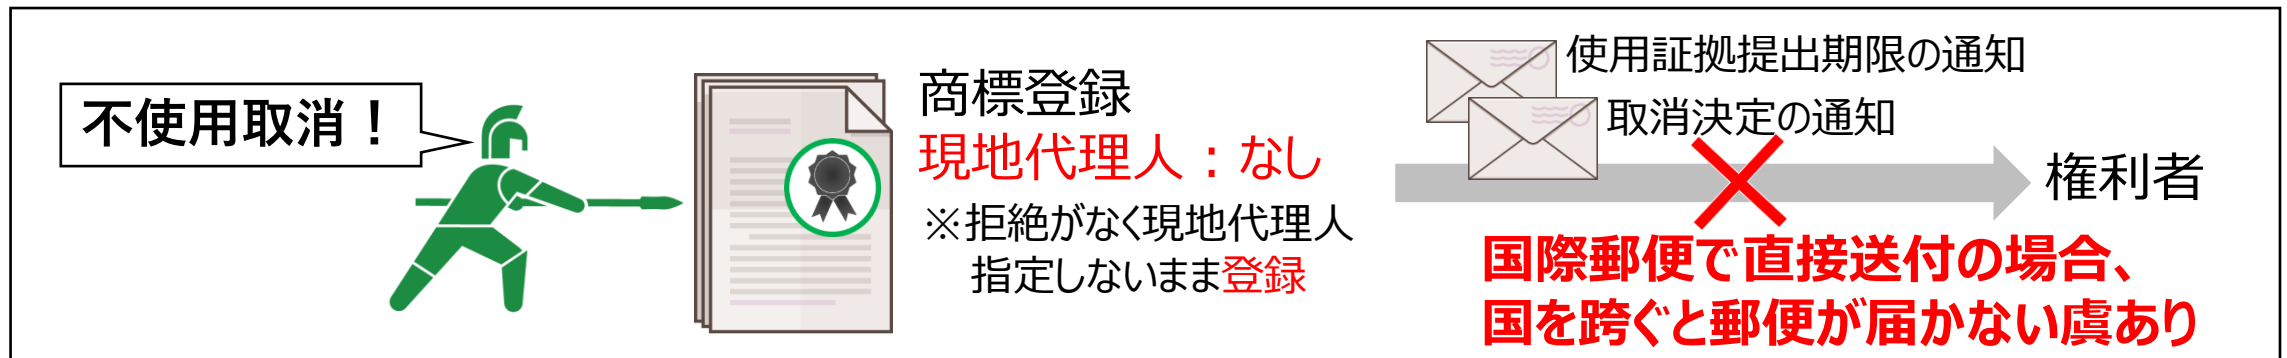 不使用取消！
商標登録
現地代理人：なし
※拒絶がなく現地代理人
指定しないまま登録
使用証拠提出期限の通知
取消決定の通知
権利者
国際郵便で直接送付の場合、
国を跨ぐと郵便が届かない虞あり